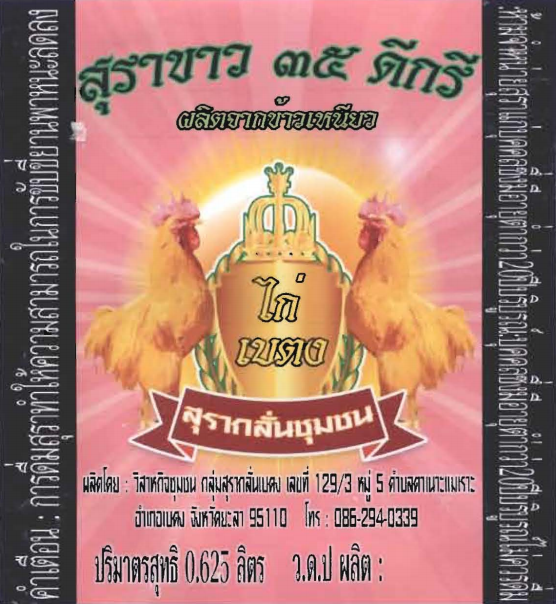 สุราขาว ๓๕ ดีกรี
ผลิตจากข้าวเหนียว
ไก่
เบตง
สุรากลั่นชุมชน
ผลิตโดย : วิสาหกิจชุมชน กลุ่มสุรากลั่นเบตง เลขที่ 129/3 หมู่ 5 ตำบลตาเนาะแมเราะ
อำเภอเบตง จังหวัดยะลา 95110 โทร : 086-294-0339
ปริมาตรสุทธิ 0.625 ลิตร ว.ด.ป ผลิต :
คำเตือน : การดื่มสุราทำให้ความสามารถในการขับขี่ยานพาหนะลดลง